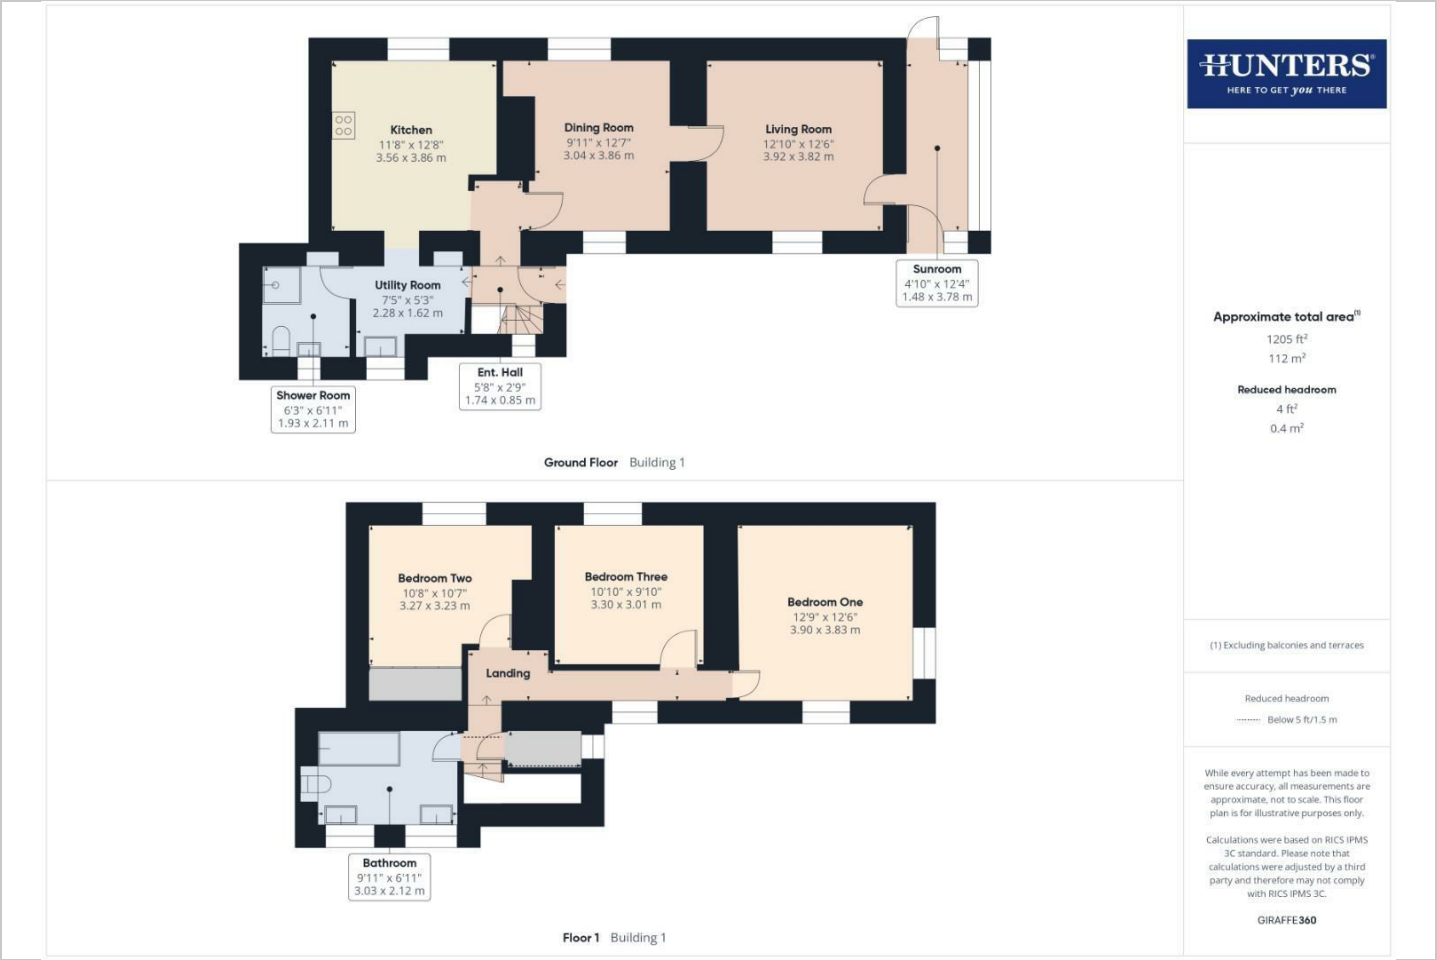 Kitchen
11'8" x 12'8"
3.56 x 3.86 m
Dining Room
9'11" x 12'7"
3.04 x 3.86 m
Living Room
12'10" x 12'6"
3.92 x 3.82 m
Sunroom
4'10" x 12'4"
1.48 x 3.78 m
Utility Room
7'5" x 5'3"
2.28 x 1.62 m
Ent. Hall
5'8" x 2'9"
1.74 x 0.85 m
Shower Room
6'3" x 6'11"
1.93 x 2.11 m
Ground Floor Building 1
Bedroom Two
10'8" x 10'7"
3.27 x 3.23 m
Bedroom Three
10'10" x 9'10"
3.30 x 3.01 m
Bedroom One
12'9" x 12'6"
3.90 x 3.83 m
Landing
Bathroom
9'11" x 6'11"
3.03 x 2.12 m
Floor 1 Building 1
HUNTERS®
HERE TO GET you THERE
Approximate total area(1)
1205 ft²
112 m²
Reduced headroom
4 ft²
0.4 m²
(1) Excluding balconies and terraces
Reduced headroom
Below 5 ft/1.5 m
While every attempt has been made to
ensure accuracy, all measurements are
approximate, not to scale. This floor
plan is for illustrative purposes only.
Calculations were based on RICS IPMS
3C standard. Please note that
calculations were adjusted by a third
party and therefore may not comply
with RICS IPMS 3C.
GIRAFFE360